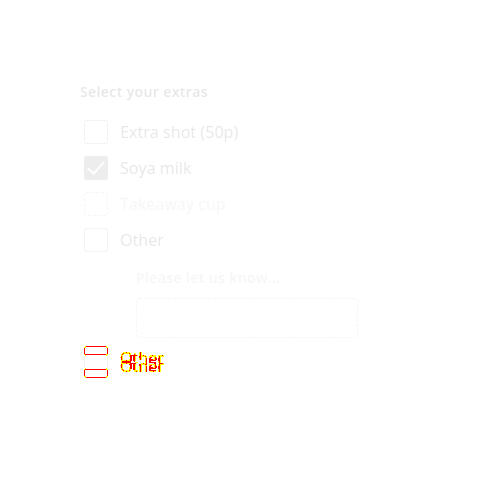 Select your extras
Extra shot (50p)
Soya milk
Takeaway cup
Other
Please let us know...
Other
Other